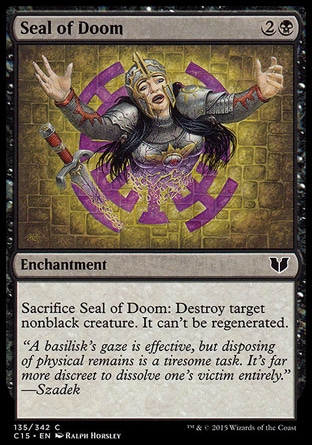 Seal of Doom 2
Enchantment
Sacrifice Seal of Doom: Destroy target
nonblack creature. It can't be regenerated.
“A basilisk's gaze is effective, but disposing
of physical remains is a tiresome task. It's far
more discreet to dissolve one's victim entirely.”
—Szadek
135/342 C
C15 • EN Ralph Horsley
™ & © 2015 Wizards of the Coast